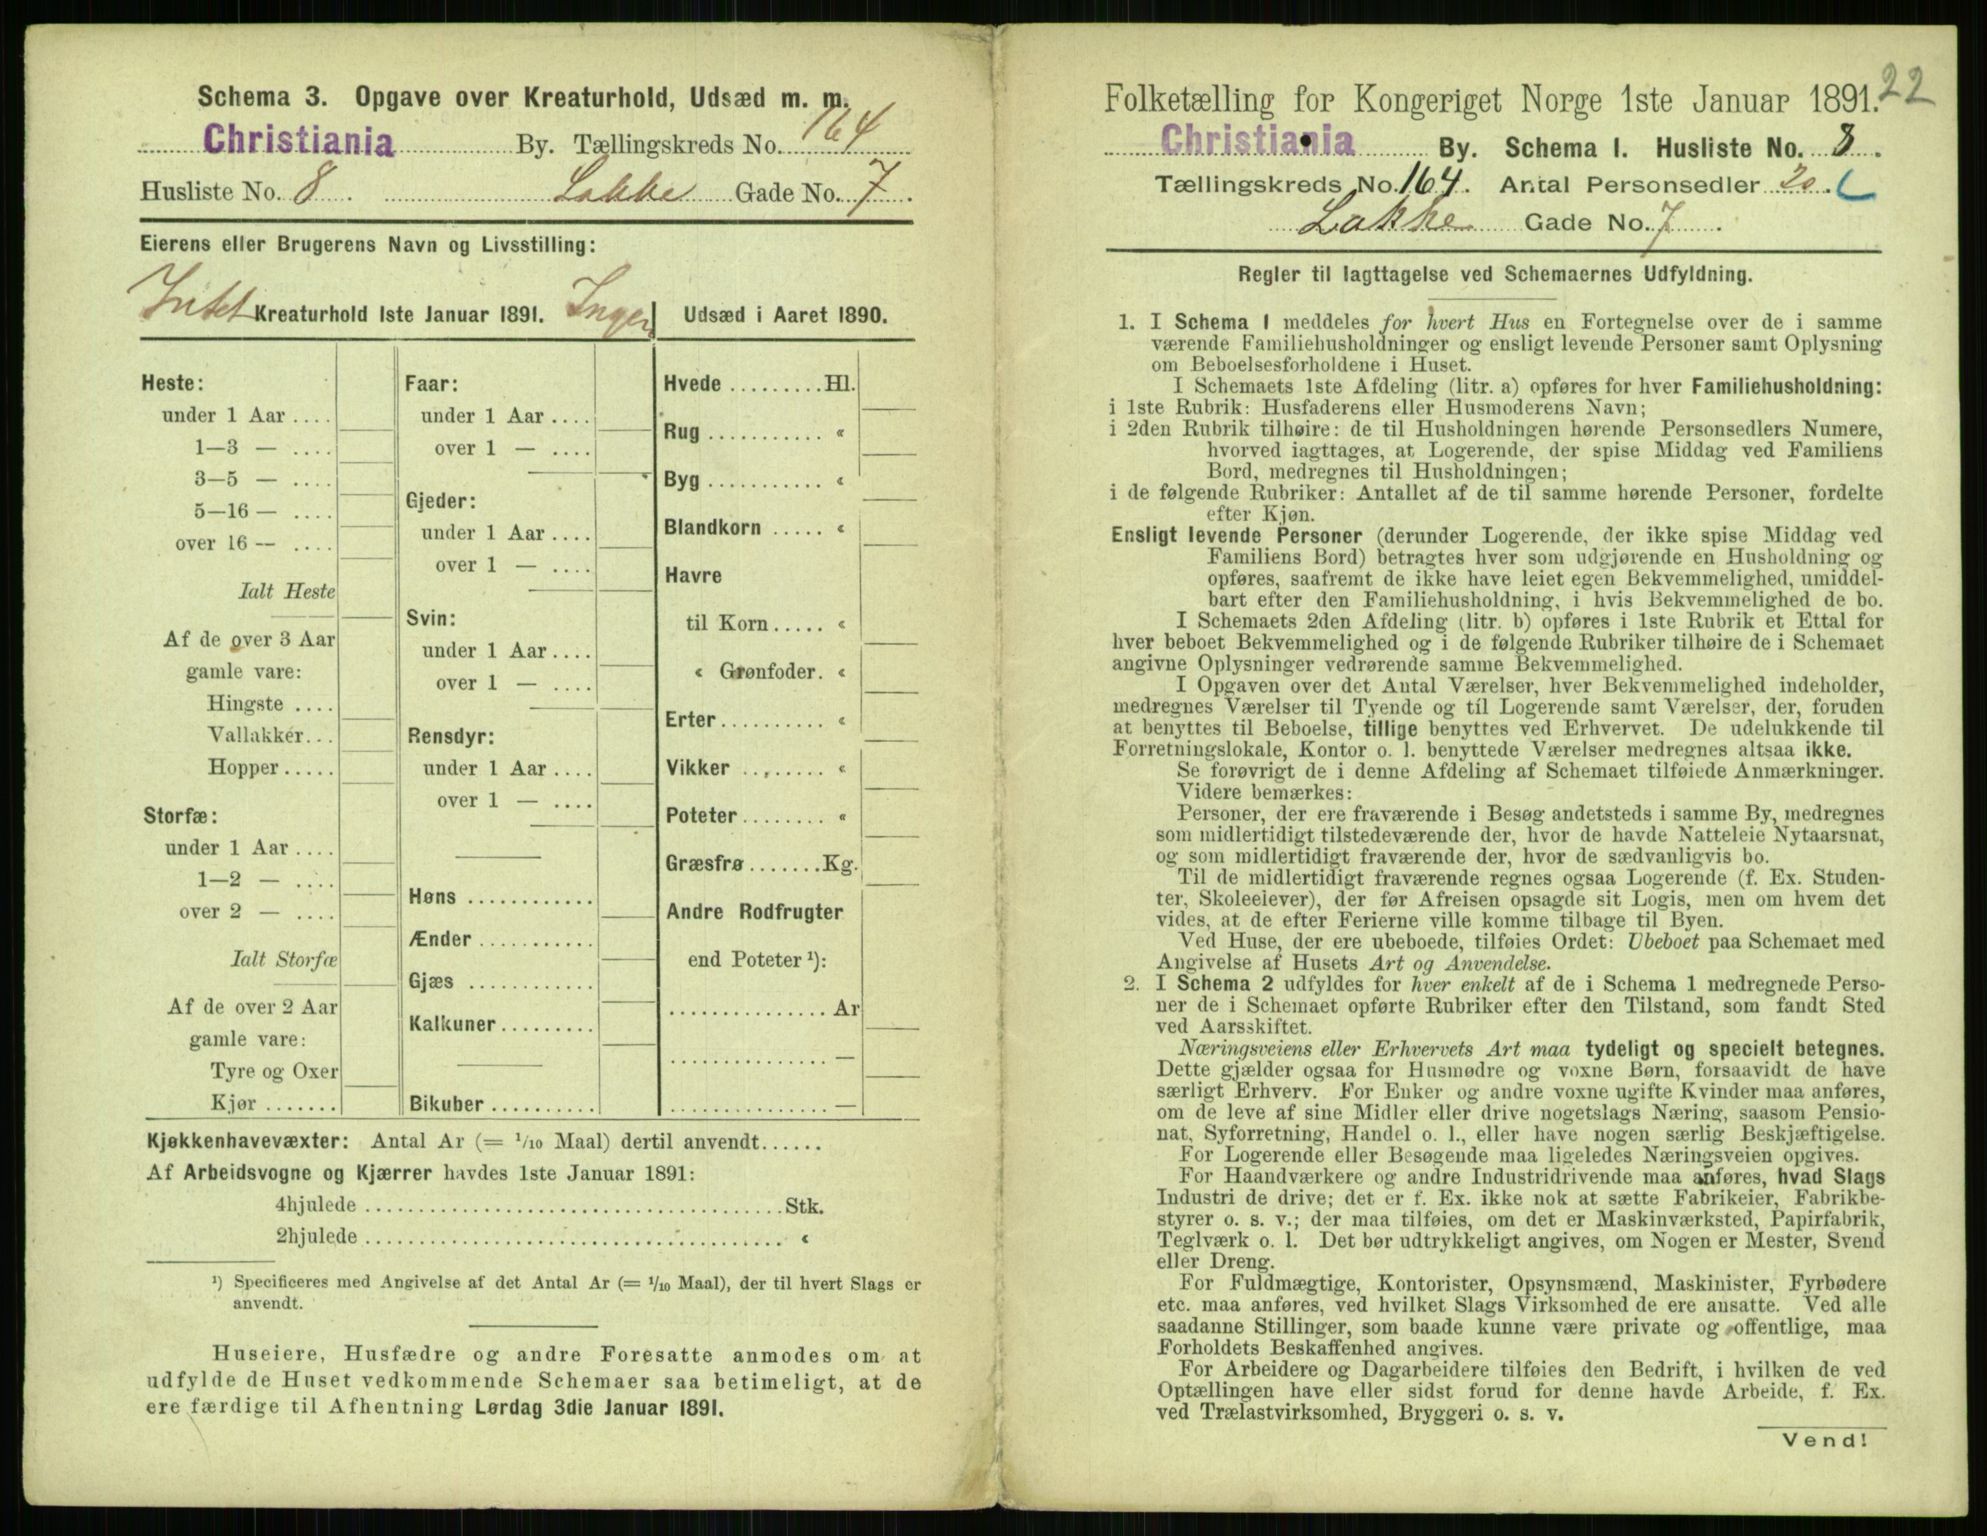 Schema 3. Opgave over Kreaturhold, Udsæd m. m.
Christiania By. Tællingskreds No. 164
Husliste No. 8. Lakke Gade No. 7.
Eierens eller Brugerens Navn og Livsstilling:
Intet Kreaturhold 1ste Januar 1891. Ingen Udsæd i Aaret 1890.
Heste:
under 1 Aar ....
1—3 — ....
3—5 — ....
5—16 — ....
over 16 — ....
Ialt Heste
Af de over 3 Aar
gamle vare:
Hingste ....
Vallakker...
Hopper.....
Storfæ:
under 1 Aar ....
1—2 — ....
over 2 — ....
Ialt Storfæ
Af de over 2 Aar
gamle vare:
Tyre og Oxer
Kjør .......
Faar:
under 1 Aar ....
over 1 — ....
Gjeder:
under 1 Aar ....
over 1 — ....
Svin:
under 1 Aar ....
over 1 — ....
Rensdyr:
under 1 Aar ....
over 1 — ....
Høns ............
Ænder ...........
Gjæs ............
Kalkuner.........
Bikuber ..........
Hvede .........Hl.
Rug ........... «
Byg ........... «
Blandkorn ..... «
Havre
til Korn ..... «
« Grønfoder. «
Erter.......... «
Vikker ........ «
Poteter........ «
Græsfrø.......Kg.
Andre Rodfrugter
end Poteter ¹):
............... Ar
............... —
............... —
Kjøkkenhavevæxter: Antal Ar (= 1/10 Maal) dertil anvendt......
Af Arbeidsvogne og Kjærrer havdes 1ste Januar 1891:
4hjulede ....................................... Stk.
2hjulede ....................................... «
¹) Specificeres med Angivelse af det Antal Ar (= 1/10 Maal), der til hvert Slags er
anvendt.
Huseiere, Husfædre og andre Foresatte anmodes om at
udfylde de Huset vedkommende Schemaer saa betimeligt, at de
ere færdige til Afhentning Lørdag 3die Januar 1891.
22
Folketælling for Kongeriget Norge 1ste Januar 1891.
Christiania By. Schema I. Husliste No. 8.
Tællingskreds No. 164. Antal Personsedler 20.
Lakke Gade No. 7.
Regler til Iagttagelse ved Schemaernes Udfyldning.
1. I Schema 1 meddeles for hvert Hus en Fortegnelse over de i samme
værende Familiehusholdninger og ensligt levende Personer samt Oplysning
om Beboelsesforholdene i Huset.
I Schemaets 1ste Afdeling (litr. a) opføres for hver Familiehusholdning:
i 1ste Rubrik: Husfaderens eller Husmoderens Navn;
i 2den Rubrik tilhøire: de til Husholdningen hørende Personsedlers Numere,
hvorved iagttages, at Logerende, der spise Middag ved Familiens
Bord, medregnes til Husholdningen;
i de følgende Rubriker: Antallet af de til samme hørende Personer, fordelte
efter Kjøn.
Ensligt levende Personer (derunder Logerende, der ikke spise Middag ved
Familiens Bord) betragtes hver som udgjørende en Husholdning og
opføres, saafremt de ikke have leiet egen Bekvemmelighed, umiddel-
bart efter den Familiehusholdning, i hvis Bekvemmelighed de bo.
I Schemaets 2den Afdeling (litr. b) opføres i 1ste Rubrik et Ettal for
hver beboet Bekvemmelighed og i de følgende Rubriker tilhøire de i Schemaet
angivne Oplysninger vedrørende samme Bekvemmelighed.
I Opgaven over det Antal Værelser, hver Bekvemmelighed indeholder,
medregnes Værelser til Tyende og til Logerende samt Værelser, der, foruden
at benyttes til Beboelse, tillige benyttes ved Erhvervet. De udelukkende til
Forretningslokale, Kontor o. l. benyttede Værelser medregnes altsaa ikke.
Se forøvrigt de i denne Afdeling af Schemaet tilføiede Anmærkninger.
Videre bemærkes:
Personer, der ere fraværende i Besøg andetsteds i samme By, medregnes
som midlertidigt tilstedeværende der, hvor de havde Natteleie Nytaarsnat,
og som midlertidigt fraværende der, hvor de sædvanligvis bo.
Til de midlertidigt fraværende regnes ogsaa Logerende (f. Ex. Studen-
ter, Skoleelever), der før Afreisen opsagde sit Logis, men om hvem det
vides, at de efter Ferierne ville komme tilbage til Byen.
Ved Huse, der ere ubeboede, tilføies Ordet: Ubeboet paa Schemaet med
Angivelse af Husets Art og Anvendelse.
2. I Schema 2 udfyldes for hver enkelt af de i Schema 1 medregnede Perso-
ner de i Schemaet opførte Rubriker efter den Tilstand, som fandt Sted
ved Aarsskiftet.
Næringsveiens eller Erhvervets Art maa tydeligt og specielt betegnes.
Dette gjælder ogsaa for Husmødre og voxne Børn, forsaavidt de have
særligt Erhverv. For Enker og andre voxne ugifte Kvinder maa anføres,
om de leve af sine Midler eller drive nogetslags Næring, saasom Pensio-
nat, Syforretning, Handel o. l., eller have nogen særlig Beskjæftigelse.
For Logerende eller Besøgende maa ligeledes Næringsveien opgives.
For Haandværkere og andre Industridrivende maa anføres, hvad Slags
Industri de drive; det er f. Ex. ikke nok at sætte Fabrikeier, Fabrikbe-
styrer o. s. v.; der maa tilføies, om det er Maskinværksted, Papirfabrik,
Teglværk o. l. Det bør udtrykkeligt angives, om Nogen er Mester, Svend
eller Dreng.
For Fuldmægtige, Kontorister, Opsynsmænd, Maskinister, Fyrbødere
etc. maa anføres, ved hvilket Slags Virksomhed de ere ansatte. Ved alle
saadanne Stillinger, som baade kunne være private og offentlige, maa
Forholdets Beskaffenhed angives.
For Arbeidere og Dagarbeidere tilføies den Bedrift, i hvilken de ved
Optællingen have eller sidst forud for denne havde Arbeide, f. Ex.
ved Trælastvirksomhed, Bryggeri o. s. v.
Vend!